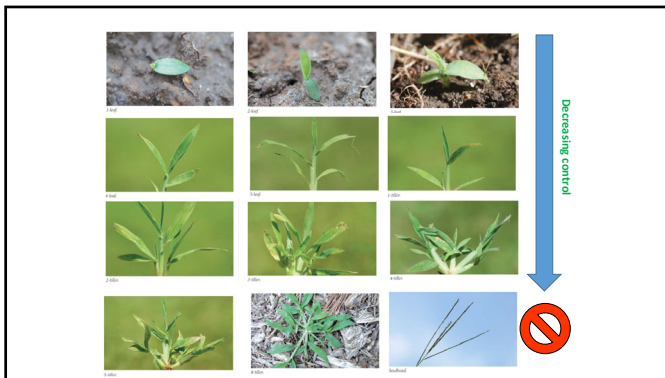 1-leaf
2-leaf
3-leaf
4-leaf
5-leaf
1-tiller
2-tiller
3-tiller
4-tiller
5-tiller
6-tiller
Seedhead
Decreasing control